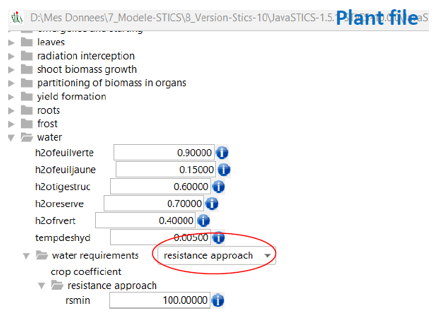 D:\Mes Donnees\7_Modele-STICS\8_Version-Stics-10\JavaSTICS-1.5.
Plant file
leaves
radiation interception
shoot biomass growth
partitioning of biomass in organs
yield formation
roots
frost
water
h2ofeuilverte 0.90000
h2ofeuiljaune 0.15000
h2otigestruc 0.60000
h2oreserve 0.70000
h2ofrvert 0.40000
tempdeshyd 0.00500
water requirements resistance approach
crop coefficient
resistance approach
rsmin 100.00000